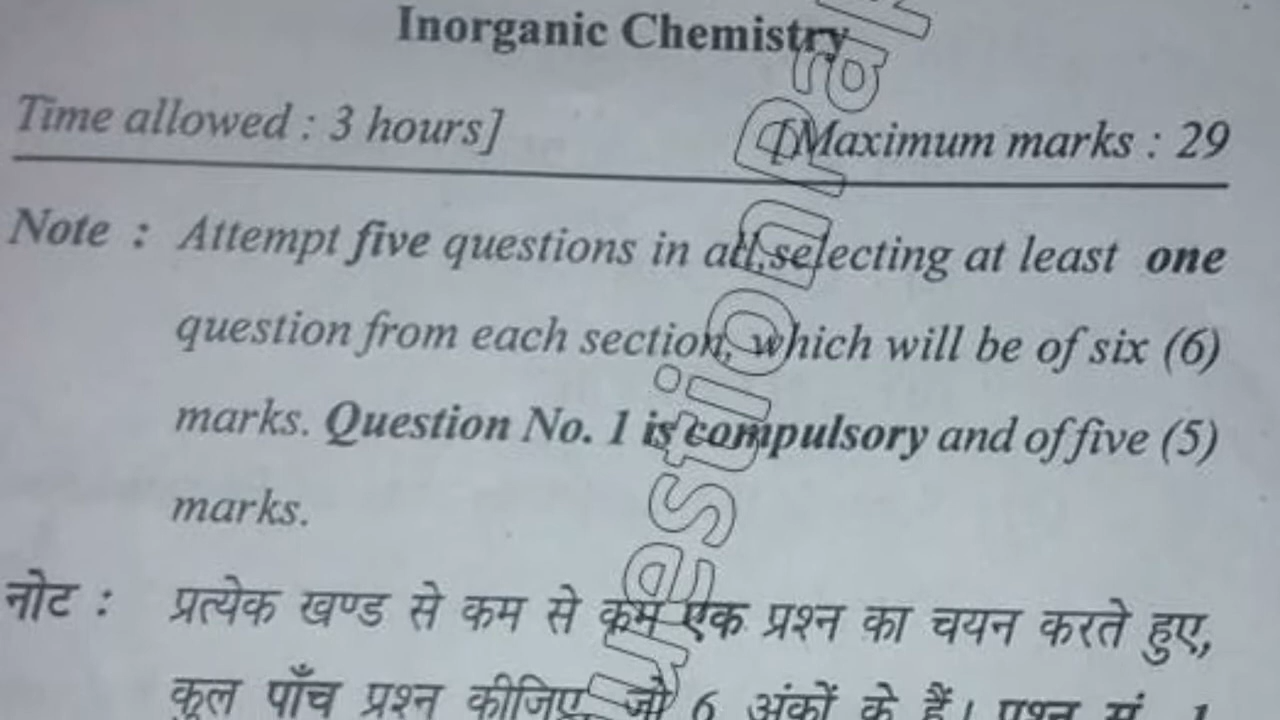 Inorganic Chemistry
Time allowed : 3 hours] [Maximum marks : 29
Note : Attempt five questions in all, selecting at least one
question from each section, which will be of six (6)
marks. Question No. 1 is compulsory and of five (5)
marks.
नोट : प्रत्येक खण्ड से कम से कम एक प्रश्न का चयन करते हुए,
कुल पाँच प्रश्न कीजिए जो 6 अंकों के हैं। प्रश्न सं. 1